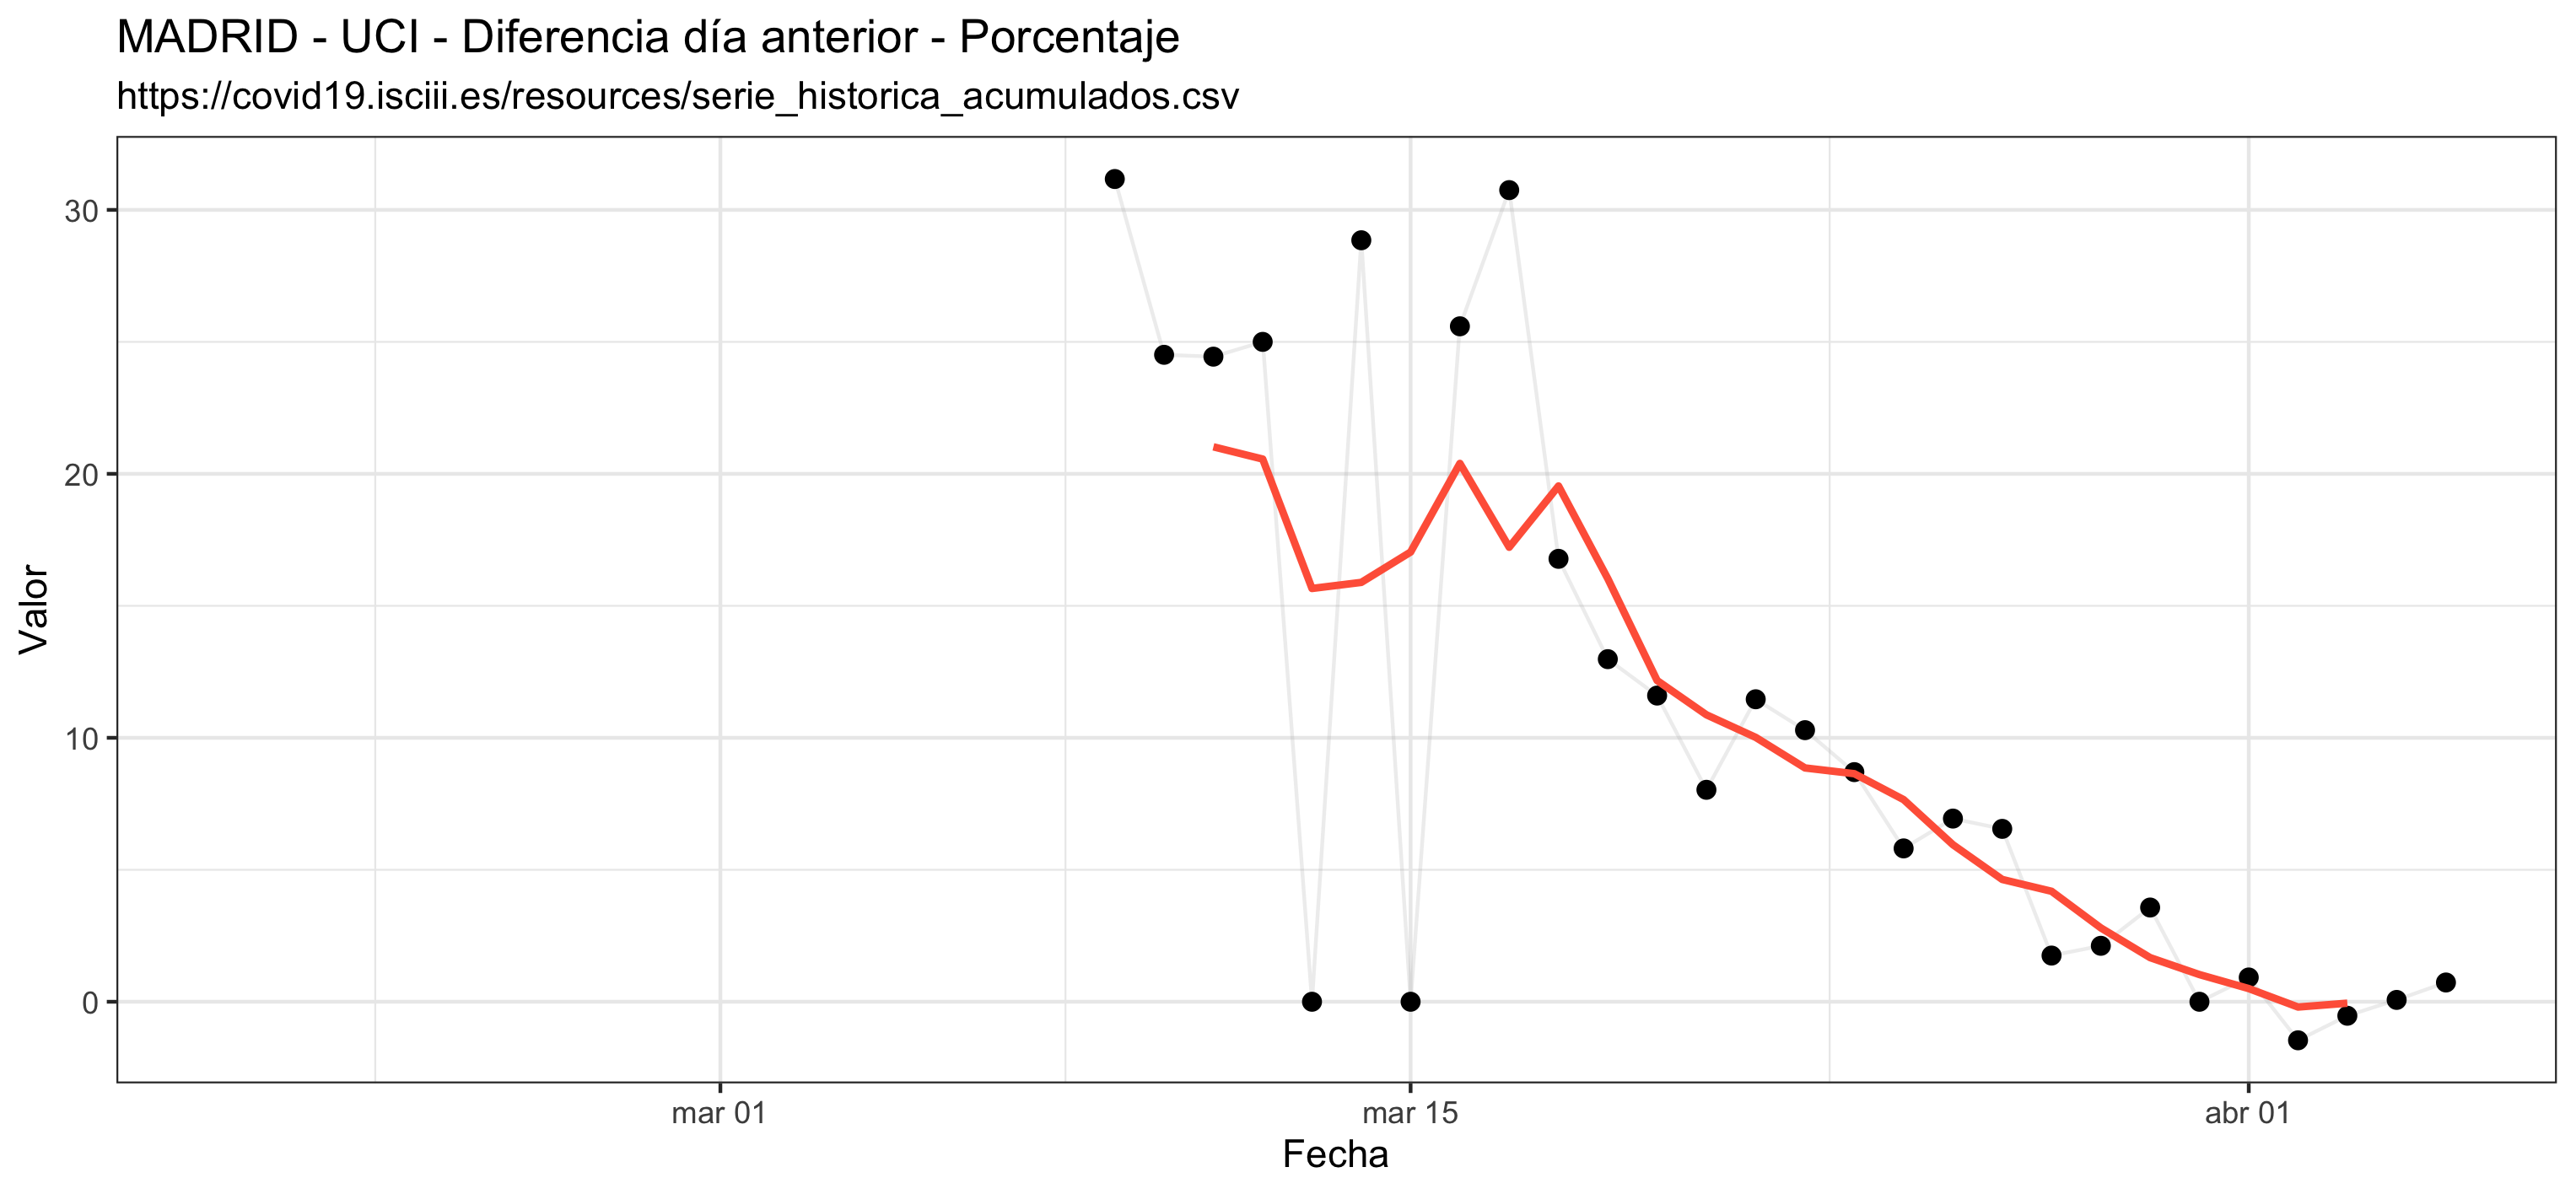 MADRID - UCI - Diferencia día anterior - Porcentaje
https://covid19.isciii.es/resources/serie_historica_acumulados.csv
30
20
10
0
Valor
mar 01
mar 15
abr 01
Fecha